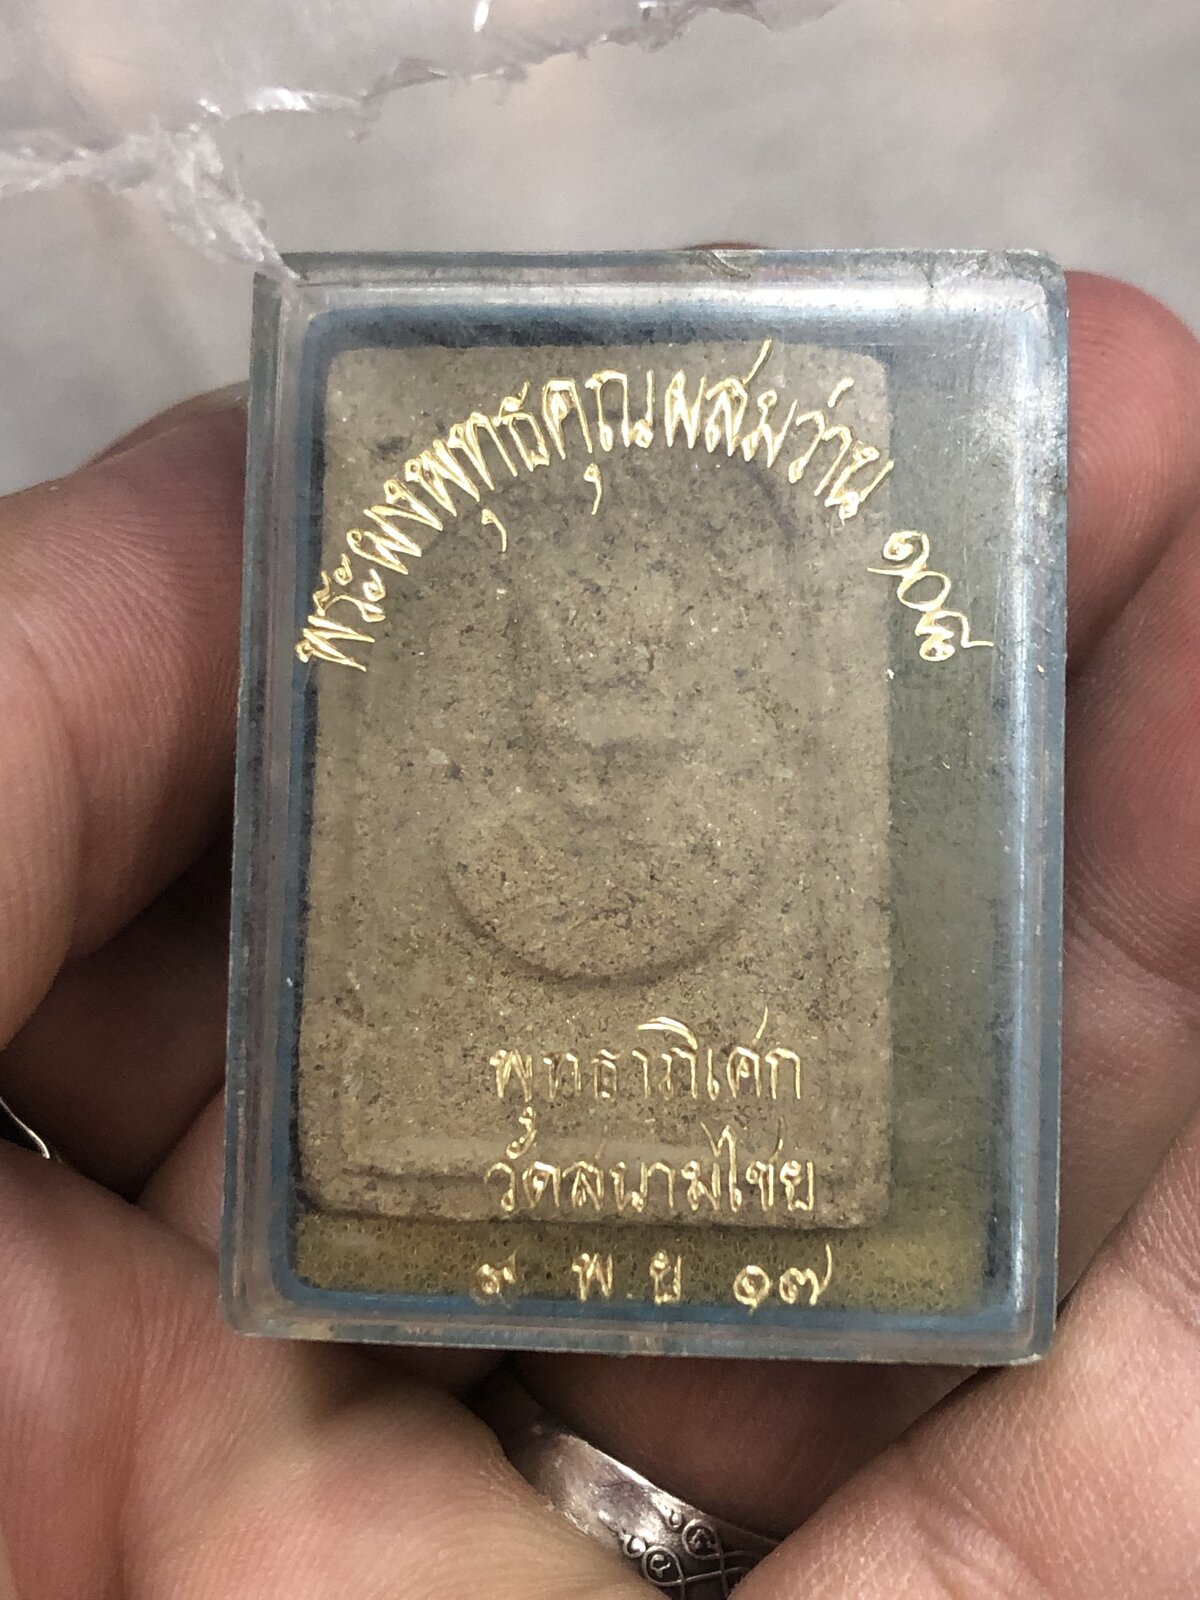 พระผงพุทธคุณผสมว่าน ๑๐๘
พุทธาภิเศก
วัดสนามไชย
๙ พ.ย ๑๗